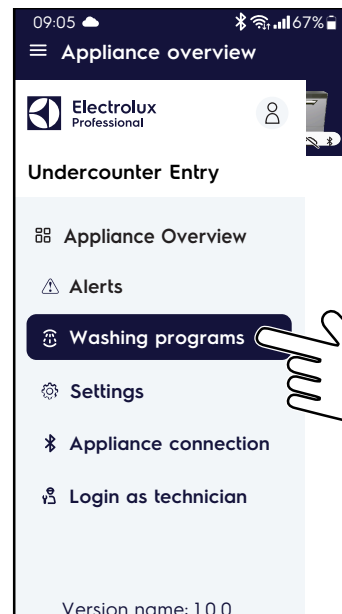 09:05 67%
Appliance overview
Electrolux
Professional
Undercounter Entry
Appliance Overview
Alerts
Washing programs
Settings
Appliance connection
Login as technician
Version name: 1.0.0